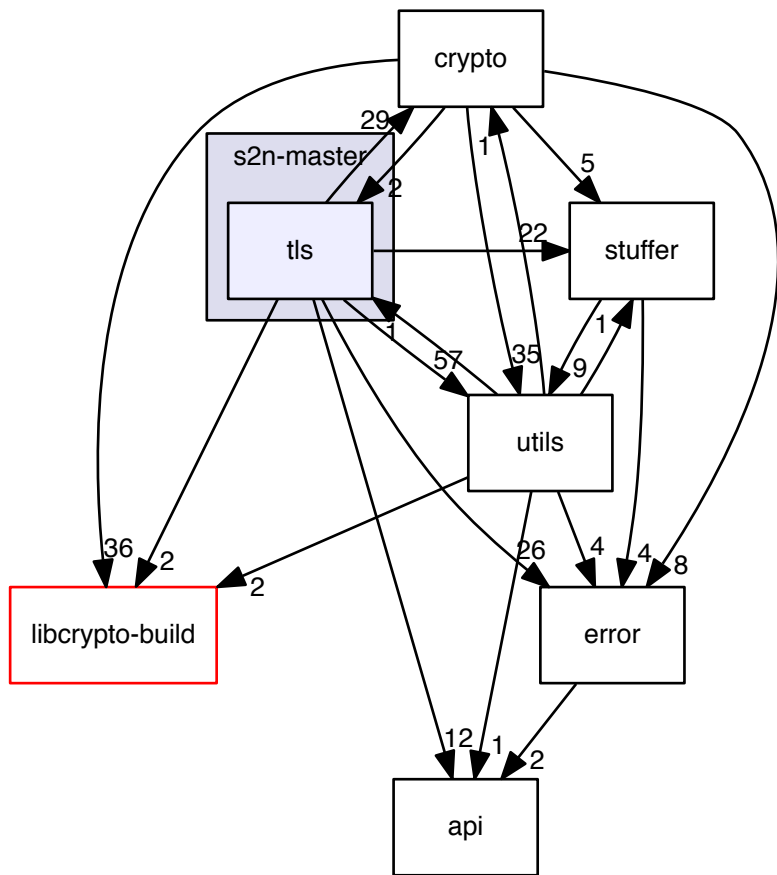 crypto
29
1
s2n-master
2
5
tls
22
stuffer
1
1
57
35
9
utils
36
2
2
26
4
4
8
libcrypto-build
error
12
1
2
api